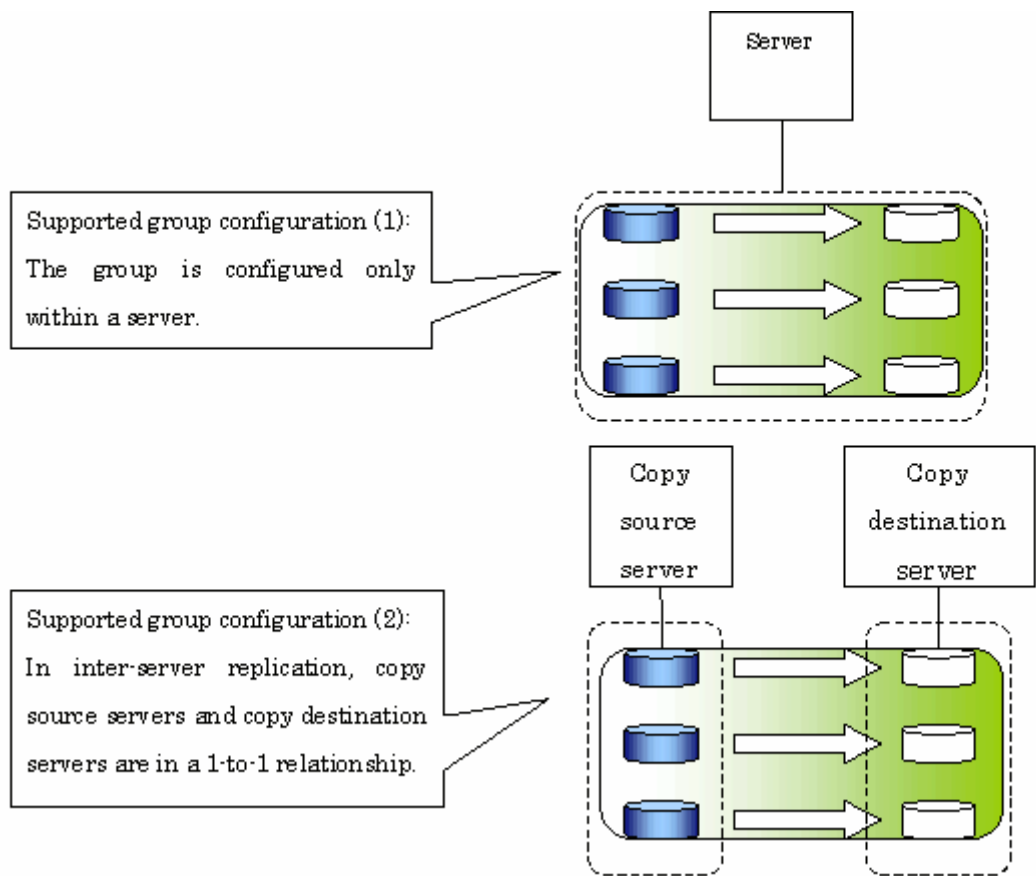 Server
Supported group configuration (1):
The group is configured only
within a server.
Copy
source
server
Copy
destination
server
Supported group configuration (2):
In inter-server replication, copy
source servers and copy destination
servers are in a 1-to-1 relationship.